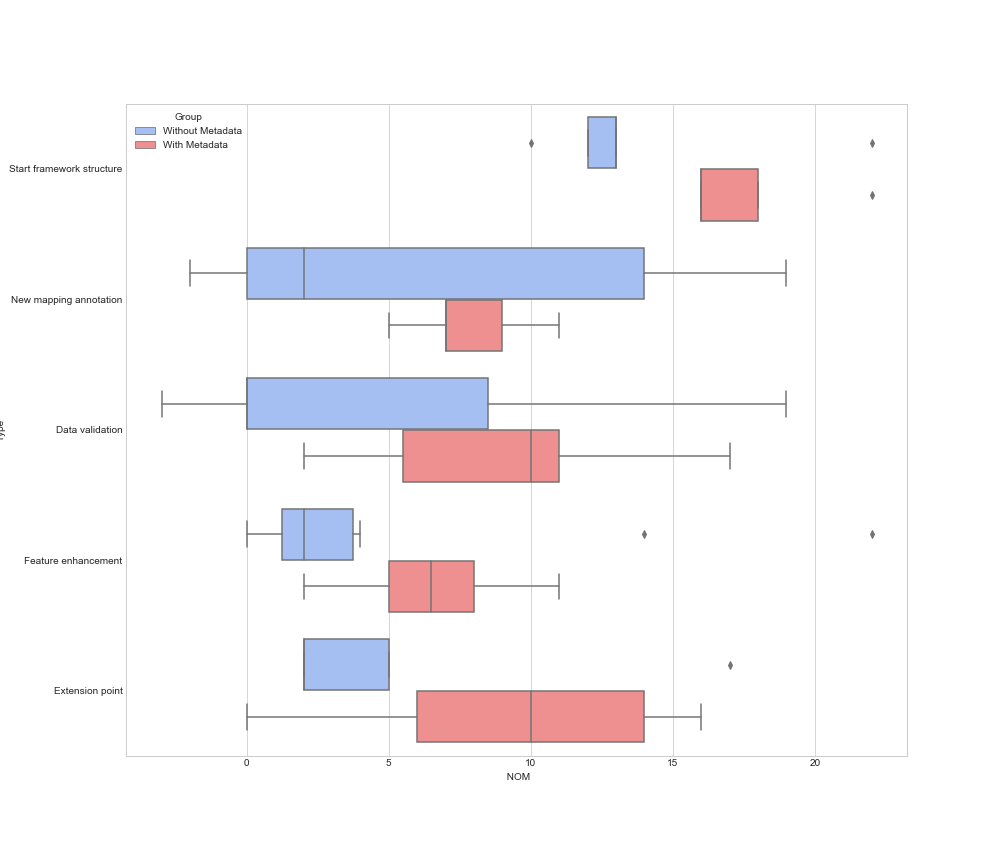 Group
Without Metadata
With Metadata
Start framework structure
New mapping annotation
Data validation
Feature enhancement
Extension point
0 5 10 15 20
NOM